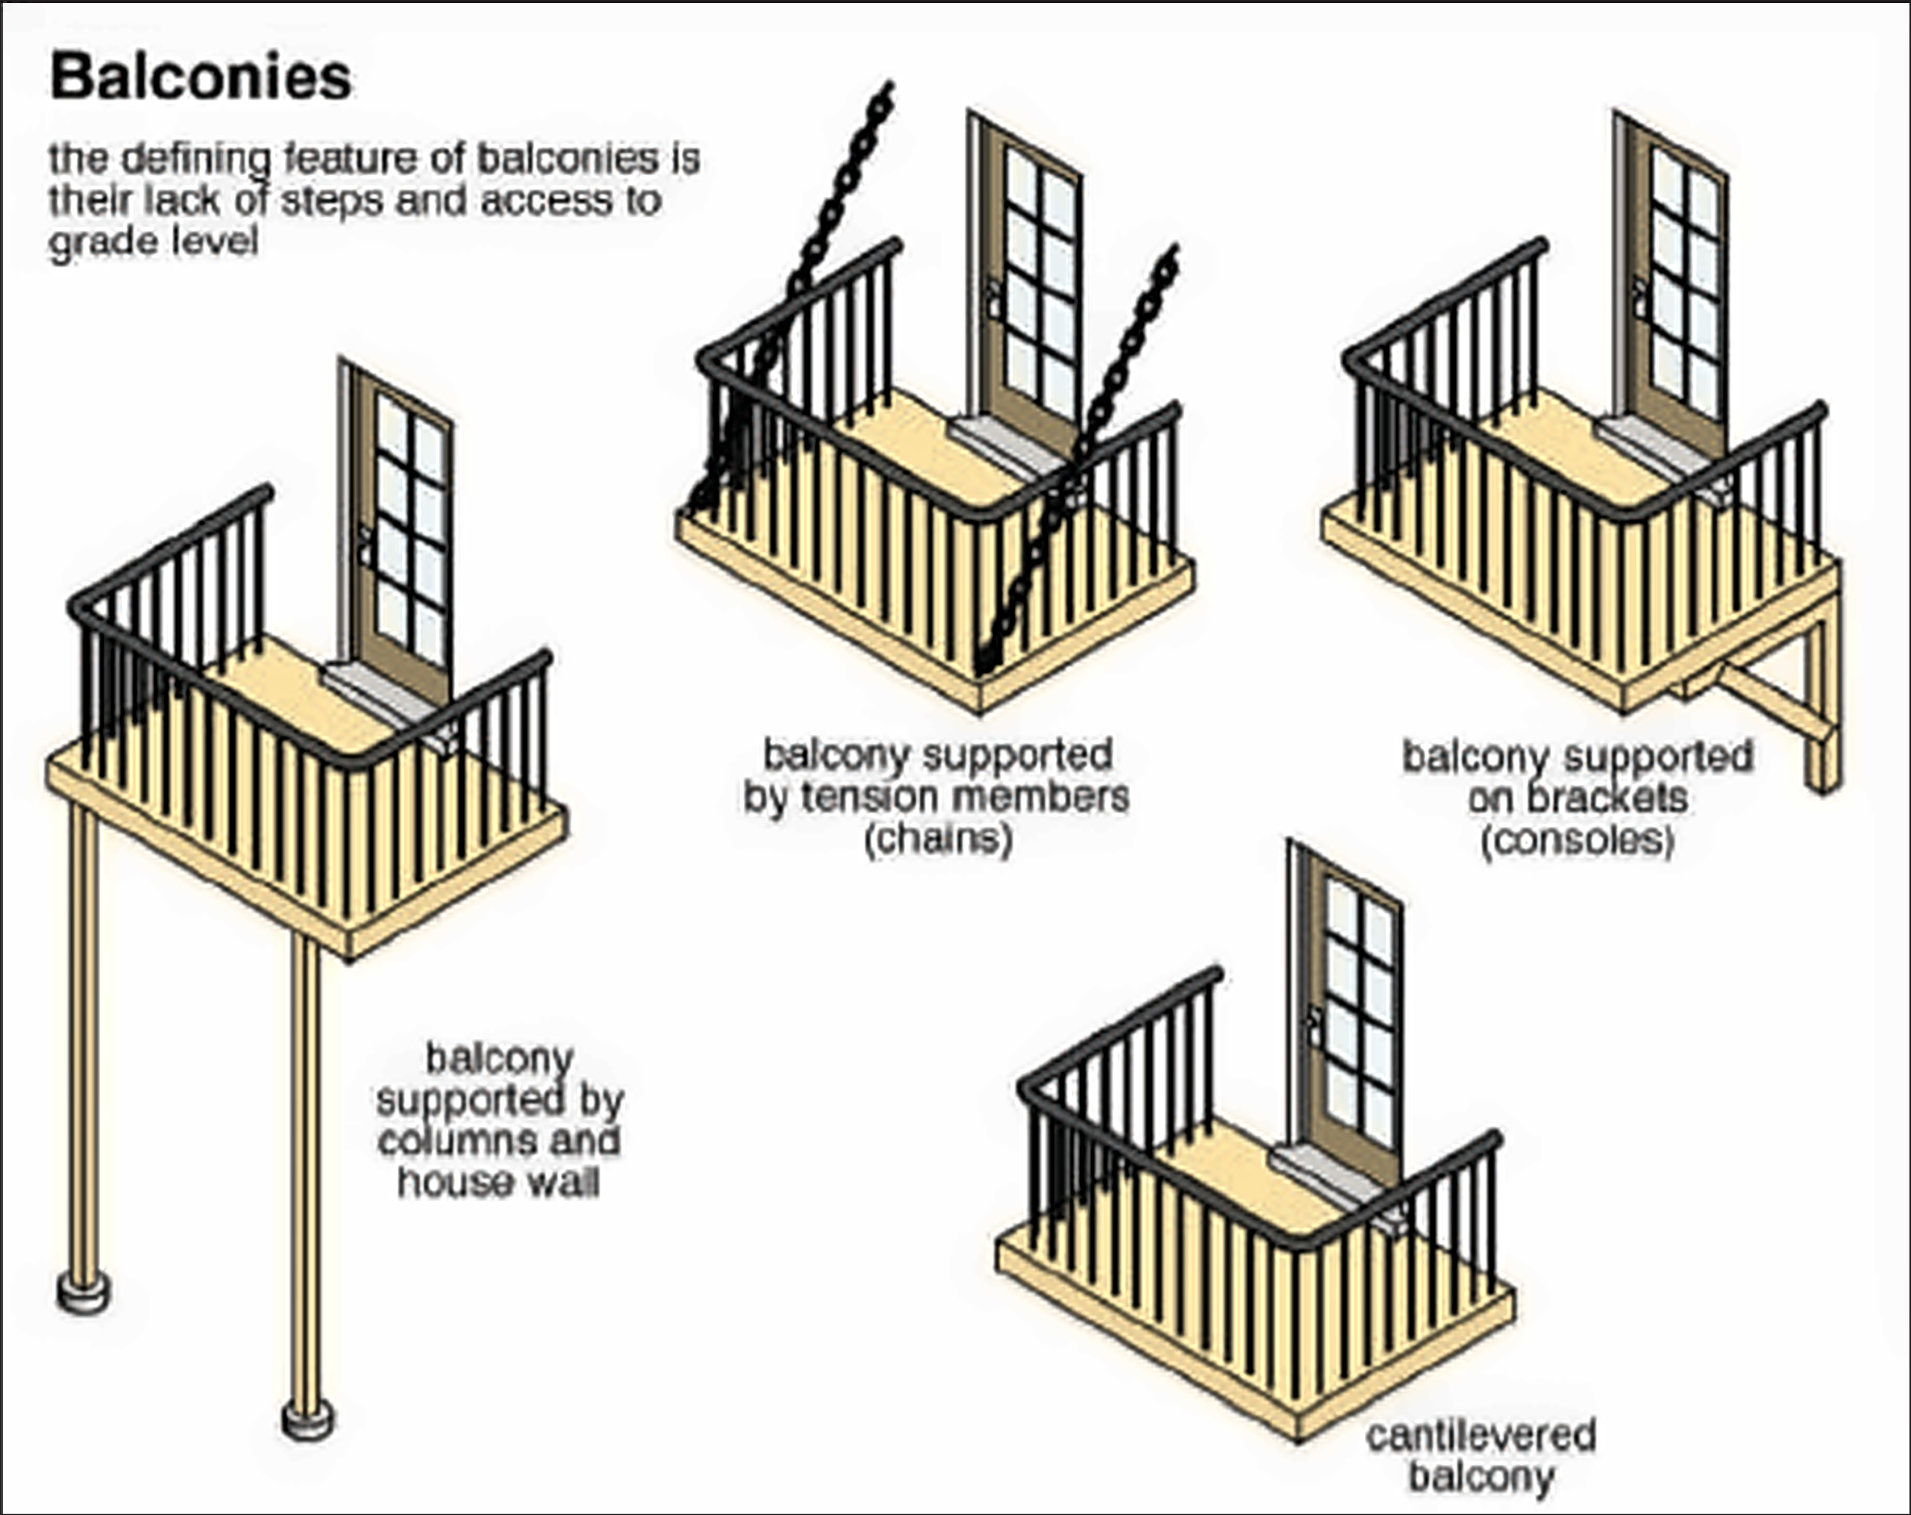 Balconies
the defining feature of balconies is
their lack of steps and access to
grade level
balcony supported
by tension members
(chains)
balcony supported
on brackets
(consoles)
balcony
supported by
columns and
house wall
cantilevered
balcony